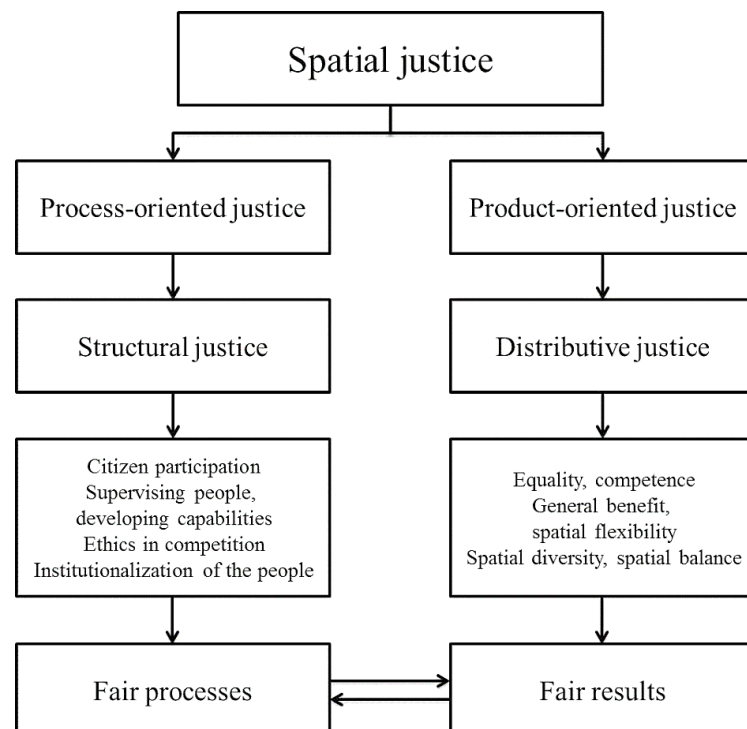 Spatial justice
Process-oriented justice
Product-oriented justice
Structural justice
Distributive justice
Citizen participation
Supervising people,
developing capabilities
Ethics in competition
Institutionalization of the people
Equality, competence
General benefit,
spatial flexibility
Spatial diversity, spatial balance
Fair processes
Fair results